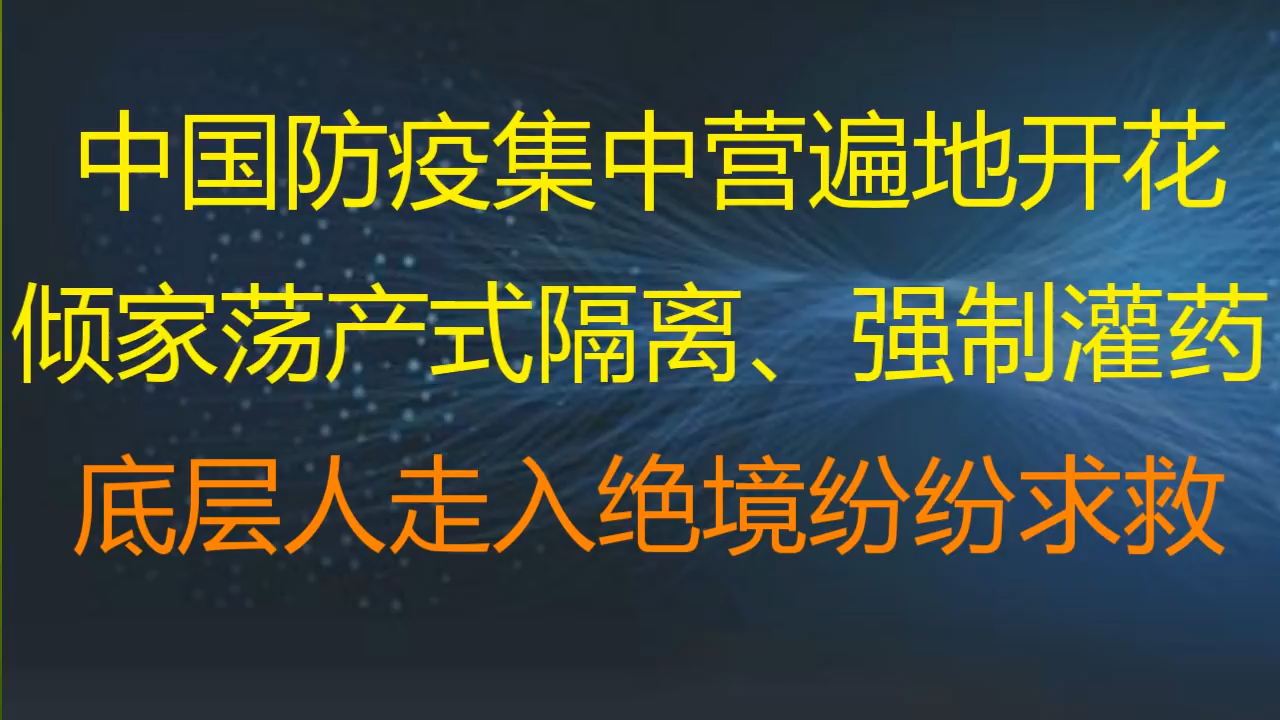 中国防疫集中营遍地开花
倾家荡产式隔离、强制灌药
底层人走入绝境纷纷求救